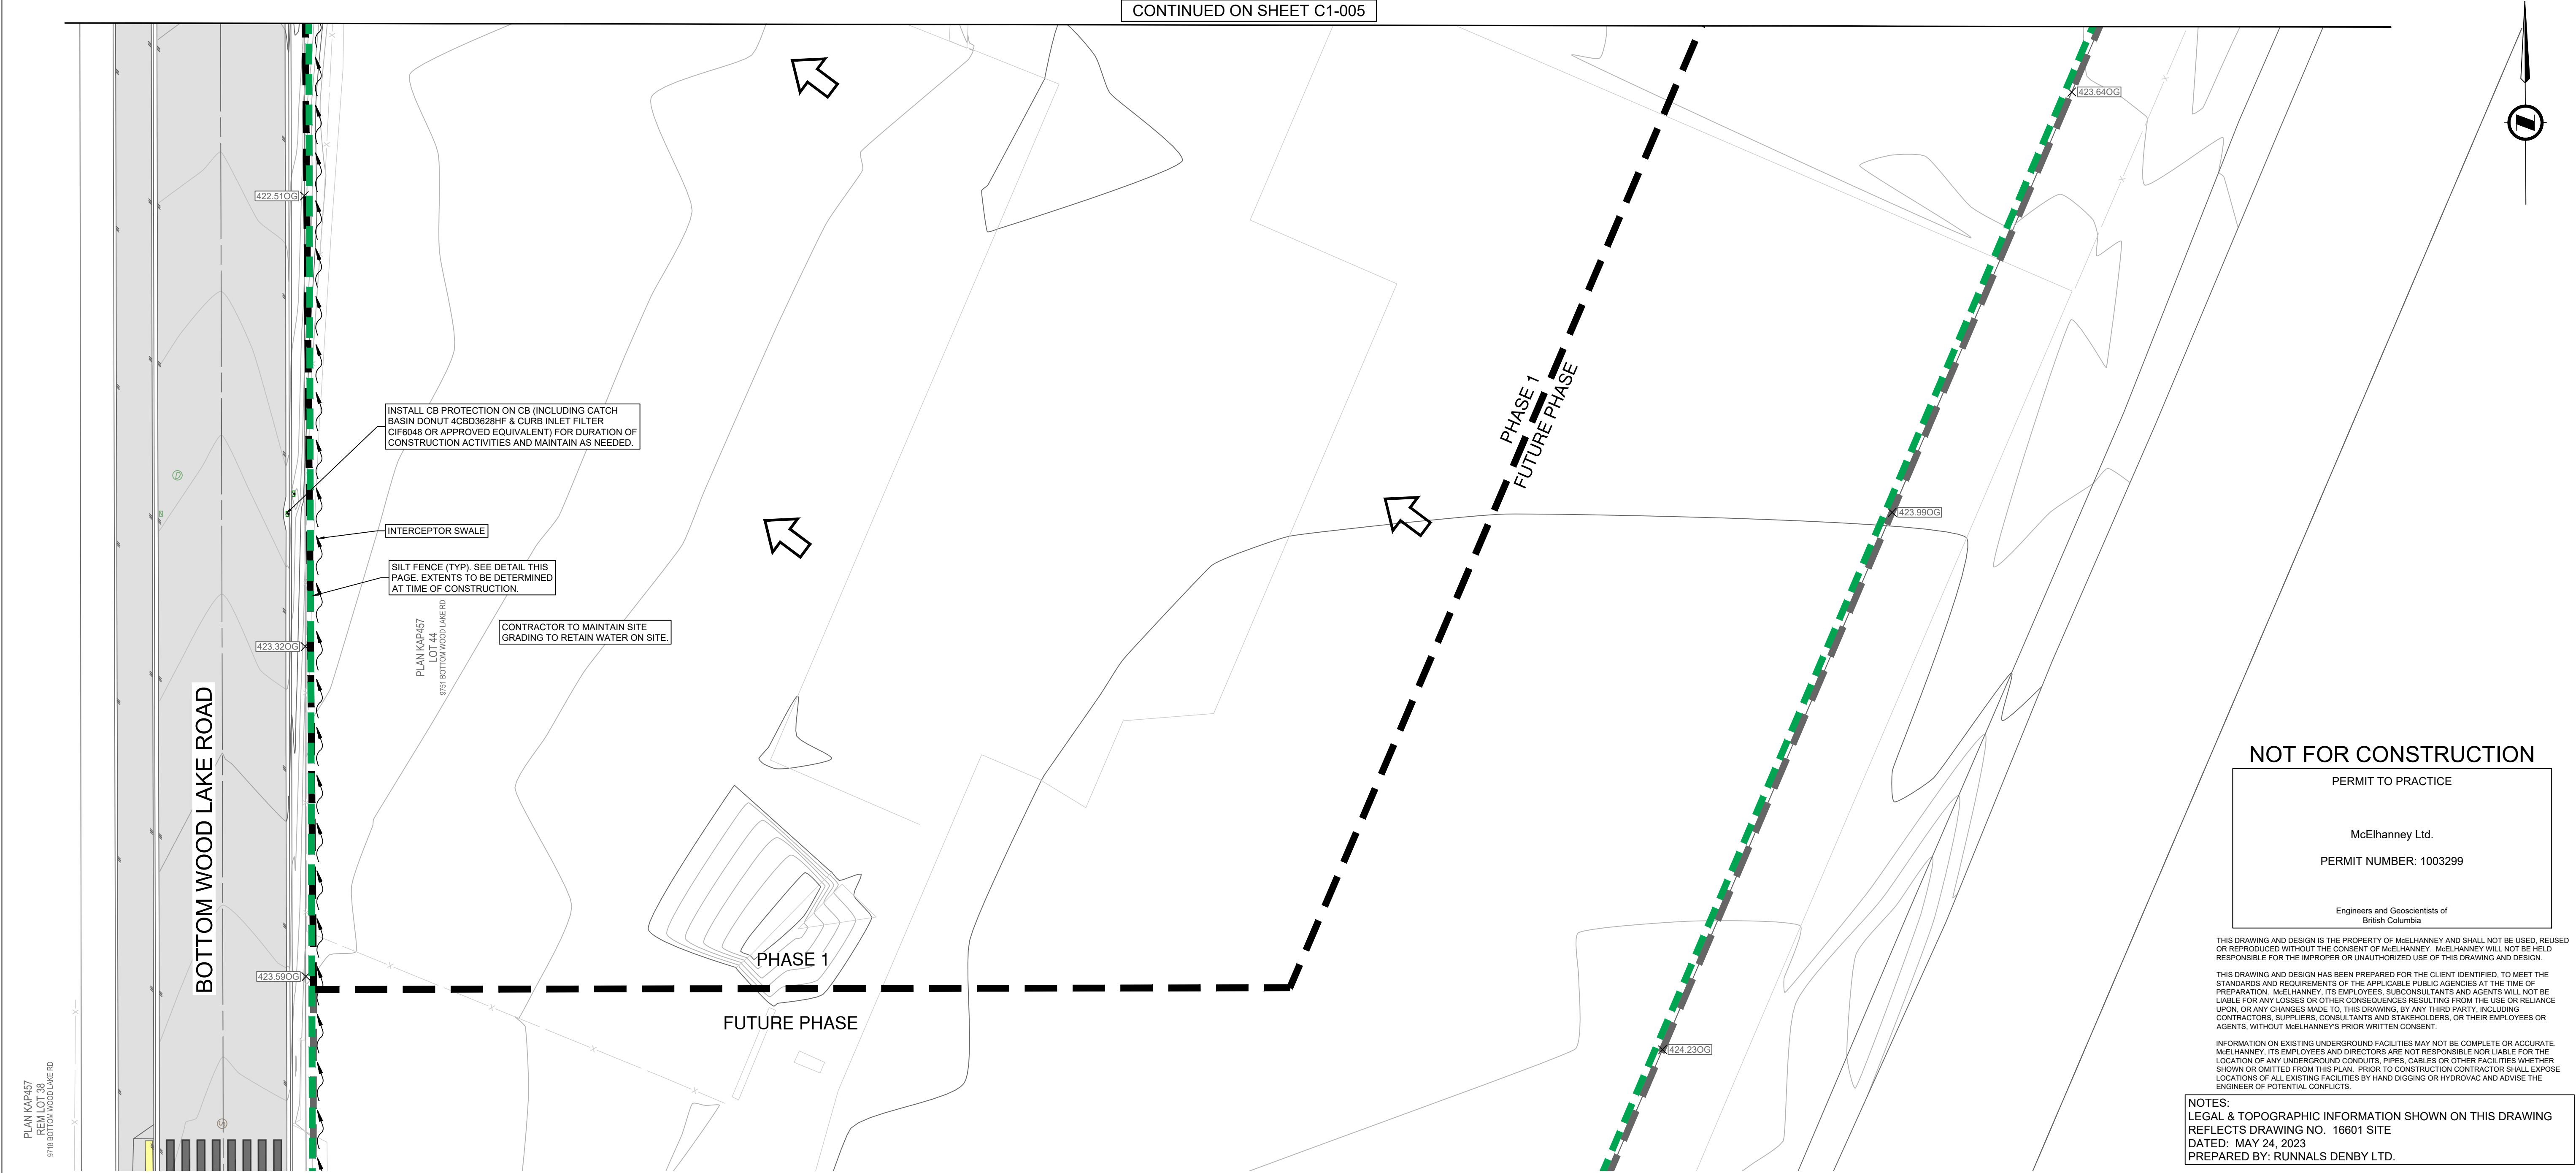 CONTINUED ON SHEET C1-005
423.64OG
422.51OG
INSTALL CB PROTECTION ON CB (INCLUDING CATCH
BASIN DONUT 4CBD3628HF & CURB INLET FILTER
CIF6048 OR APPROVED EQUIVALENT) FOR DURATION OF
CONSTRUCTION ACTIVITIES AND MAINTAIN AS NEEDED.
PHASE 1
FUTURE PHASE
423.99OG
INTERCEPTOR SWALE
SILT FENCE (TYP). SEE DETAIL THIS
PAGE. EXTENTS TO BE DETERMINED
AT TIME OF CONSTRUCTION.
PLAN KAP457
LOT 44
9751 BOTTOM WOOD LAKE RD
CONTRACTOR TO MAINTAIN SITE
GRADING TO RETAIN WATER ON SITE.
423.32OG
BOTTOM WOOD LAKE ROAD
423.59OG
PHASE 1
FUTURE PHASE
424.23OG
PLAN KAP457
REM LOT 38
9718 BOTTOM WOOD LAKE RD
NOT FOR CONSTRUCTION
PERMIT TO PRACTICE
McElhanney Ltd.
PERMIT NUMBER: 1003299
Engineers and Geoscientists of
British Columbia
THIS DRAWING AND DESIGN IS THE PROPERTY OF McELHANNEY AND SHALL NOT BE USED, REUSED
OR REPRODUCED WITHOUT THE CONSENT OF McELHANNEY. McELHANNEY WILL NOT BE HELD
RESPONSIBLE FOR THE IMPROPER OR UNAUTHORIZED USE OF THIS DRAWING AND DESIGN.
THIS DRAWING AND DESIGN HAS BEEN PREPARED FOR THE CLIENT IDENTIFIED, TO MEET THE
STANDARDS AND REQUIREMENTS OF THE APPLICABLE PUBLIC AGENCIES AT THE TIME OF
PREPARATION. McELHANNEY, ITS EMPLOYEES, SUBCONSULTANTS AND AGENTS WILL NOT BE
LIABLE FOR ANY LOSSES OR OTHER CONSEQUENCES RESULTING FROM THE USE OR RELIANCE
UPON, OR ANY CHANGES MADE TO, THIS DRAWING, BY ANY THIRD PARTY, INCLUDING
CONTRACTORS, SUPPLIERS, CONSULTANTS AND STAKEHOLDERS, OR THEIR EMPLOYEES OR
AGENTS, WITHOUT McELHANNEY'S PRIOR WRITTEN CONSENT.
INFORMATION ON EXISTING UNDERGROUND FACILITIES MAY NOT BE COMPLETE OR ACCURATE.
McELHANNEY, ITS EMPLOYEES AND DIRECTORS ARE NOT RESPONSIBLE NOR LIABLE FOR THE
LOCATION OF ANY UNDERGROUND CONDUITS, PIPES, CABLES OR OTHER FACILITIES WHETHER
SHOWN OR OMITTED FROM THIS PLAN. PRIOR TO CONSTRUCTION CONTRACTOR SHALL EXPOSE
LOCATIONS OF ALL EXISTING FACILITIES BY HAND DIGGING OR HYDROVAC AND ADVISE THE
ENGINEER OF POTENTIAL CONFLICTS.
NOTES:
LEGAL & TOPOGRAPHIC INFORMATION SHOWN ON THIS DRAWING
REFLECTS DRAWING NO. 16601 SITE
DATED: MAY 24, 2023
PREPARED BY: RUNNALS DENBY LTD.